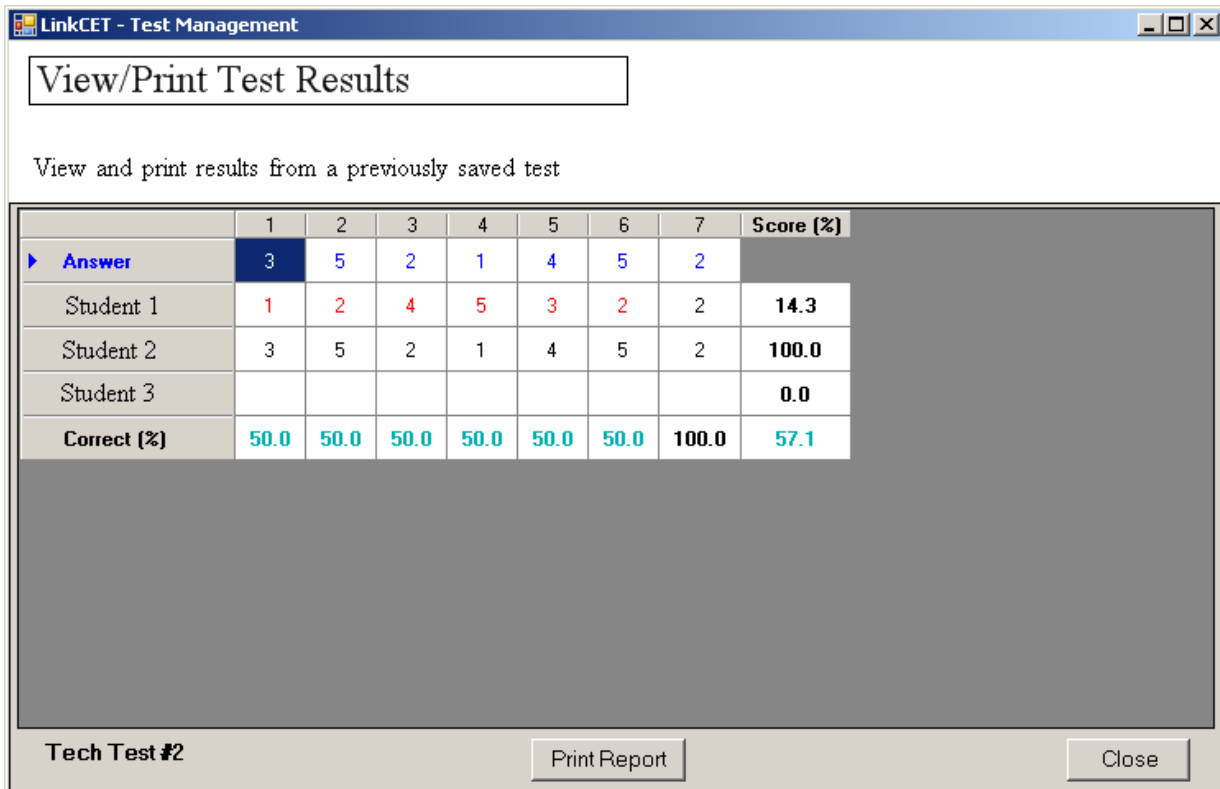 LinkCET - Test Management
View/Print Test Results
View and print results from a previously saved test
1 2 3 4 5 6 7 Score (%)
Answer 3 5 2 1 4 5 2
Student 1 1 2 4 5 3 2 2 14.3
Student 2 3 5 2 1 4 5 2 100.0
Student 3 0.0
Correct (%) 50.0 50.0 50.0 50.0 50.0 50.0 100.0 57.1
Tech Test #2 Print Report Close